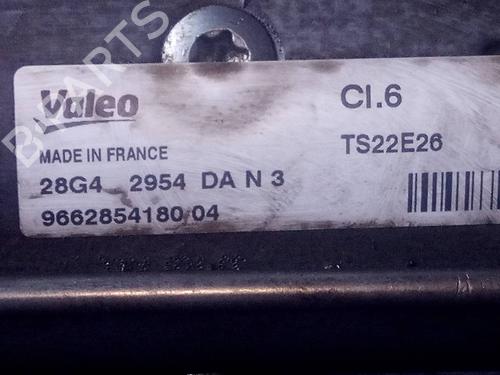 Valeo
Cl.6
MADE IN FRANCE
TS22E26
28G4 2954 DA N 3
9662854180 04